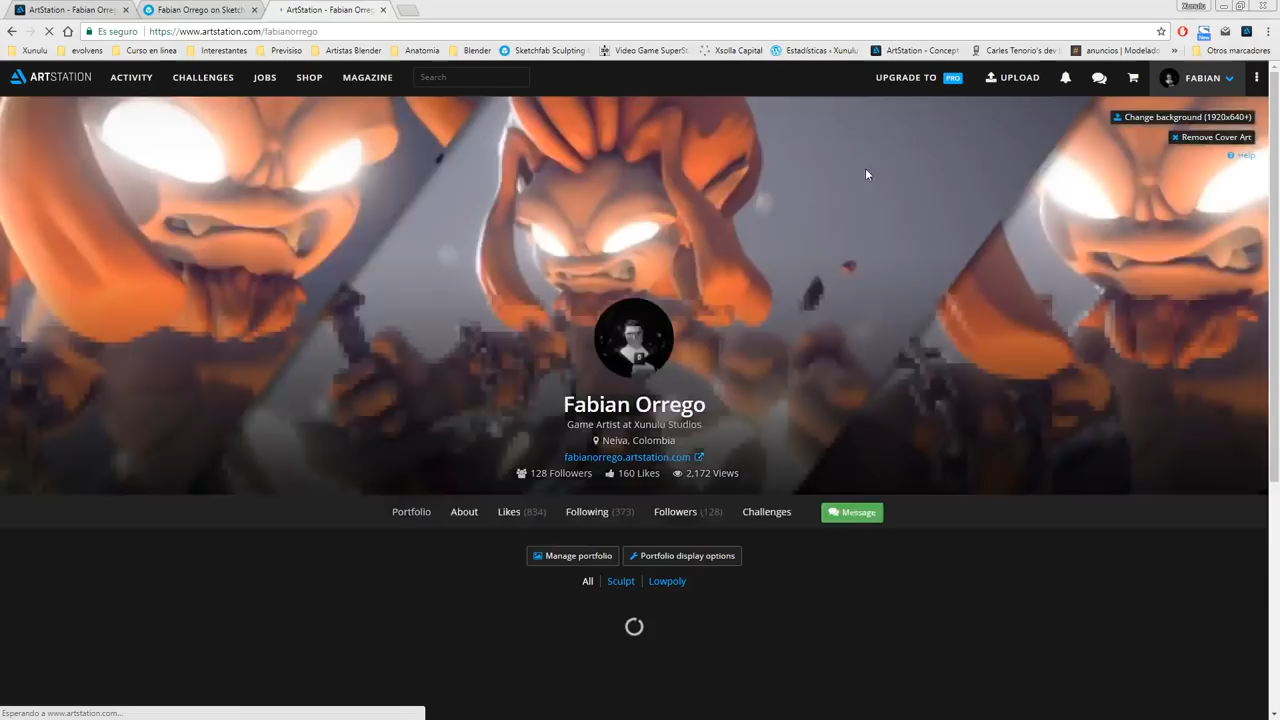 ArtStation - Fabian Orreg
Fabian Orrego on Sketch
ArtStation - Fabian Orreg
Xunulu
Es seguro
https://www.artstation.com/fabianorrego
Xunulu
evolvens
Curso en linea
Interestantes
Previsiso
Artistas Blender
Anatomia
Blender
Sketchfab Sculpting
Video Game SuperSt
Xsolla Capital
Estadísticas ‹ Xunulu
ArtStation - Concept
Carles Tenorio's dev
anuncios | Modelado
»
Otros marcadores
ARTSTATION
ACTIVITY
CHALLENGES
JOBS
SHOP
MAGAZINE
Search
UPGRADE TO PRO
UPLOAD
FABIAN
Change background (1920x640+)
Remove Cover Art
Help
Fabian Orrego
Game Artist at Xunulu Studios
Neiva, Colombia
fabianorrego.artstation.com
128 Followers 160 Likes 2,172 Views
Portfolio About Likes (834) Following (373) Followers (128) Challenges Message
Manage portfolio Portfolio display options
All Sculpt Lowpoly
Esperando a www.artstation.com...